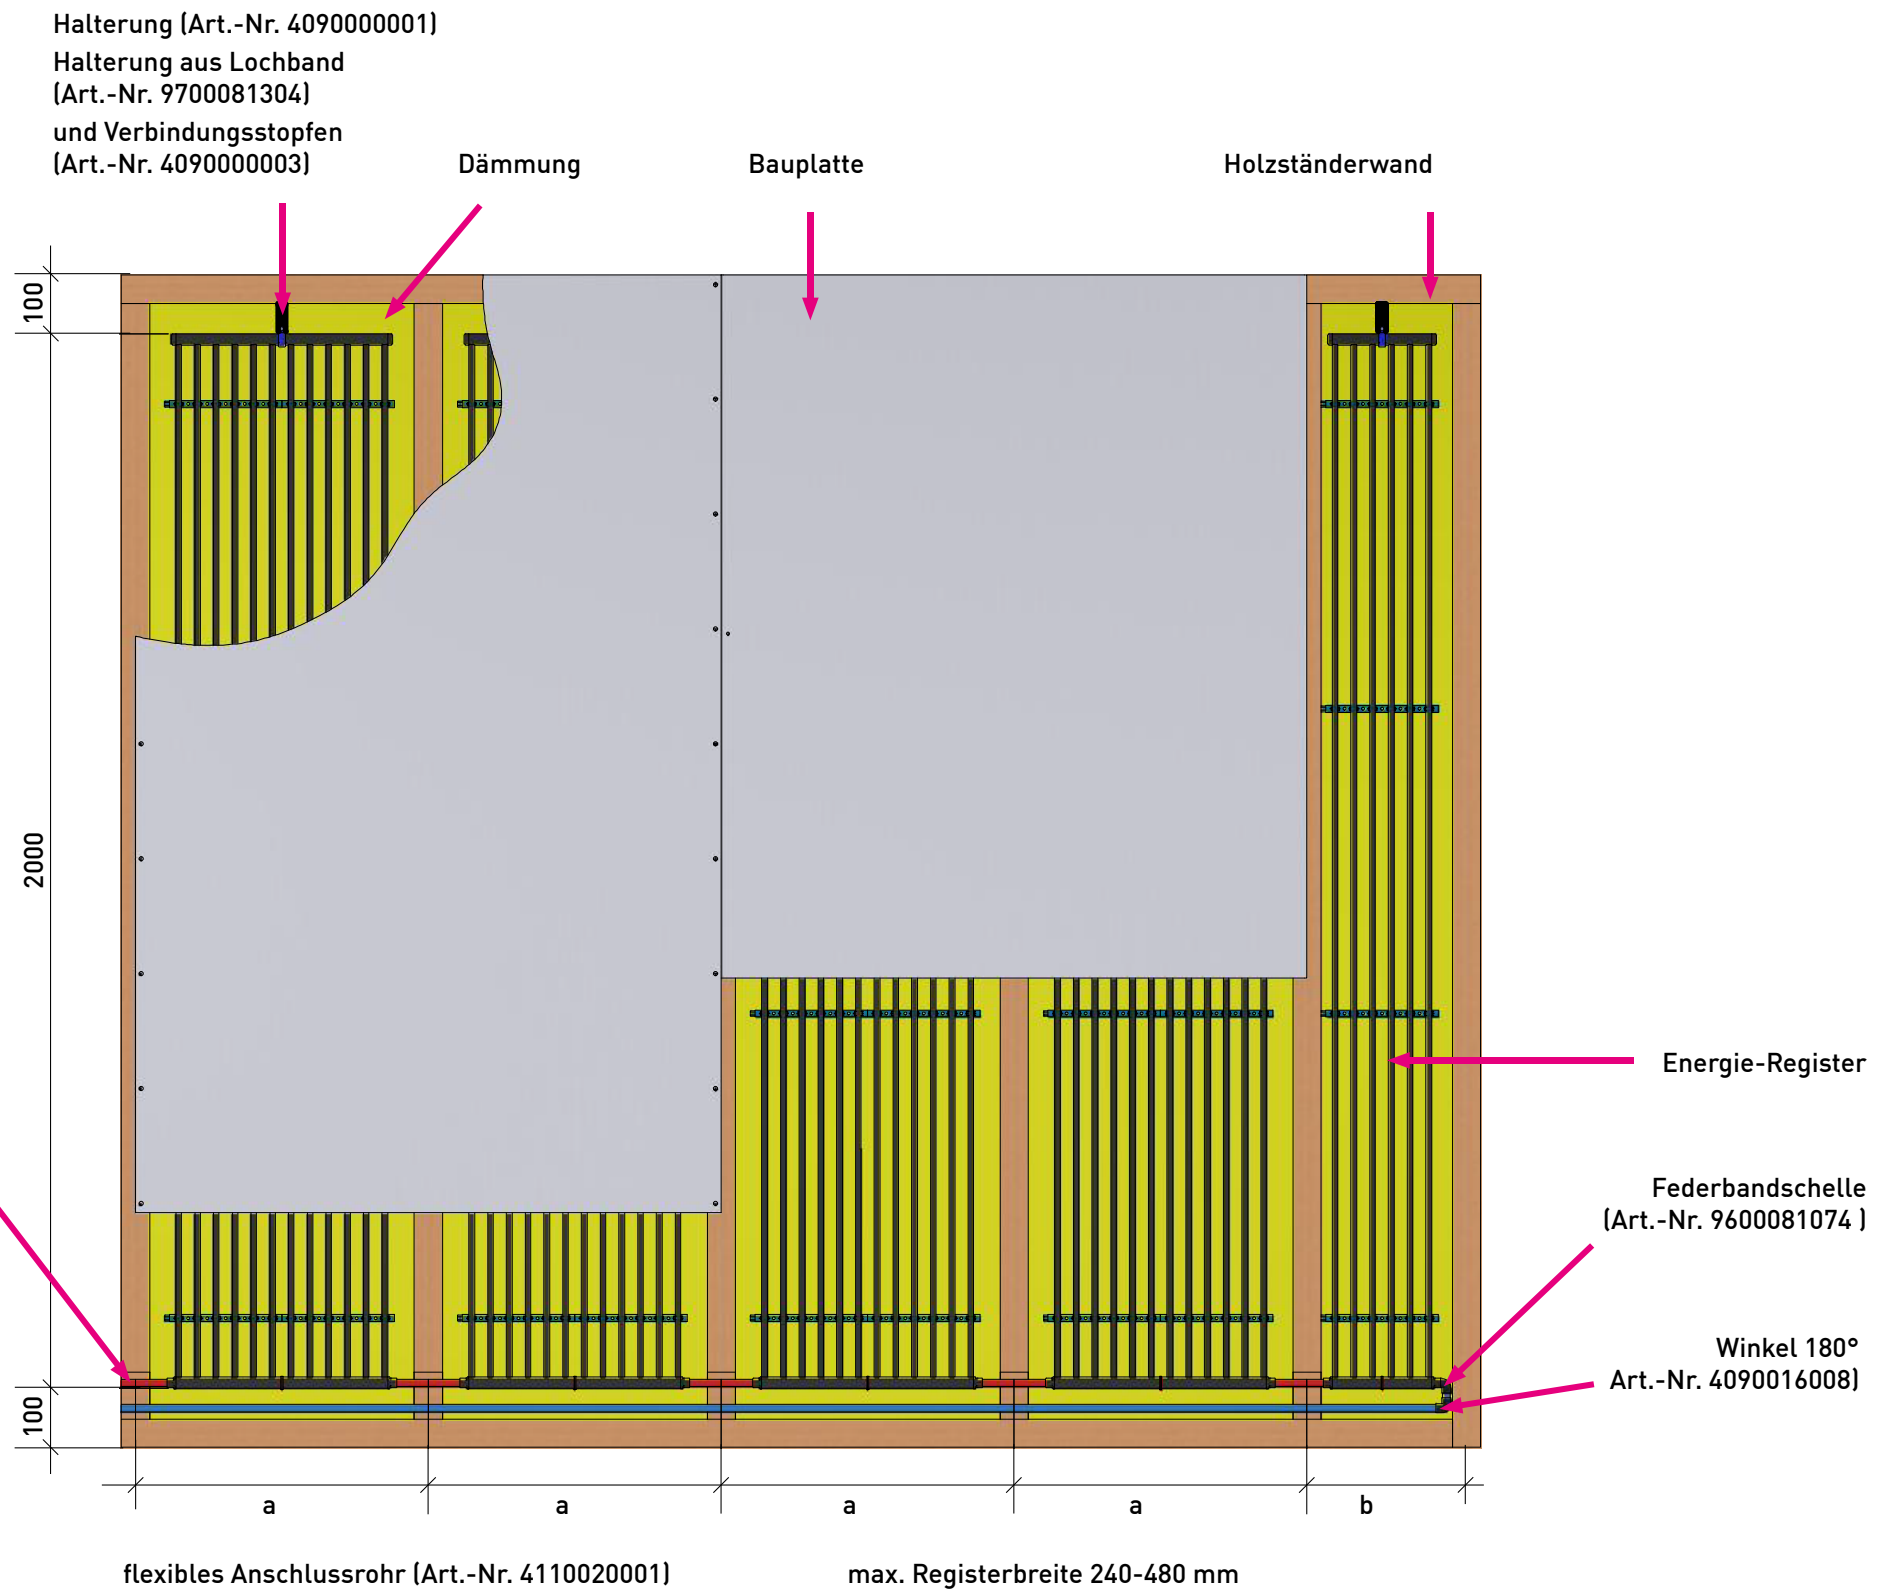 Halterung (Art.-Nr. 4090000001)
Halterung aus Lochband
(Art.-Nr. 9700081304)
und Verbindungsstopfen
(Art.-Nr. 4090000003)
Dämmung
Bauplatte
Holzständerwand
100
2000
Energie-Register
Federbandschelle
(Art.-Nr. 9600081074 )
Winkel 180°
Art.-Nr. 4090016008)
100
a
a
a
a
b
flexibles Anschlussrohr (Art.-Nr. 4110020001)
max. Registerbreite 240-480 mm